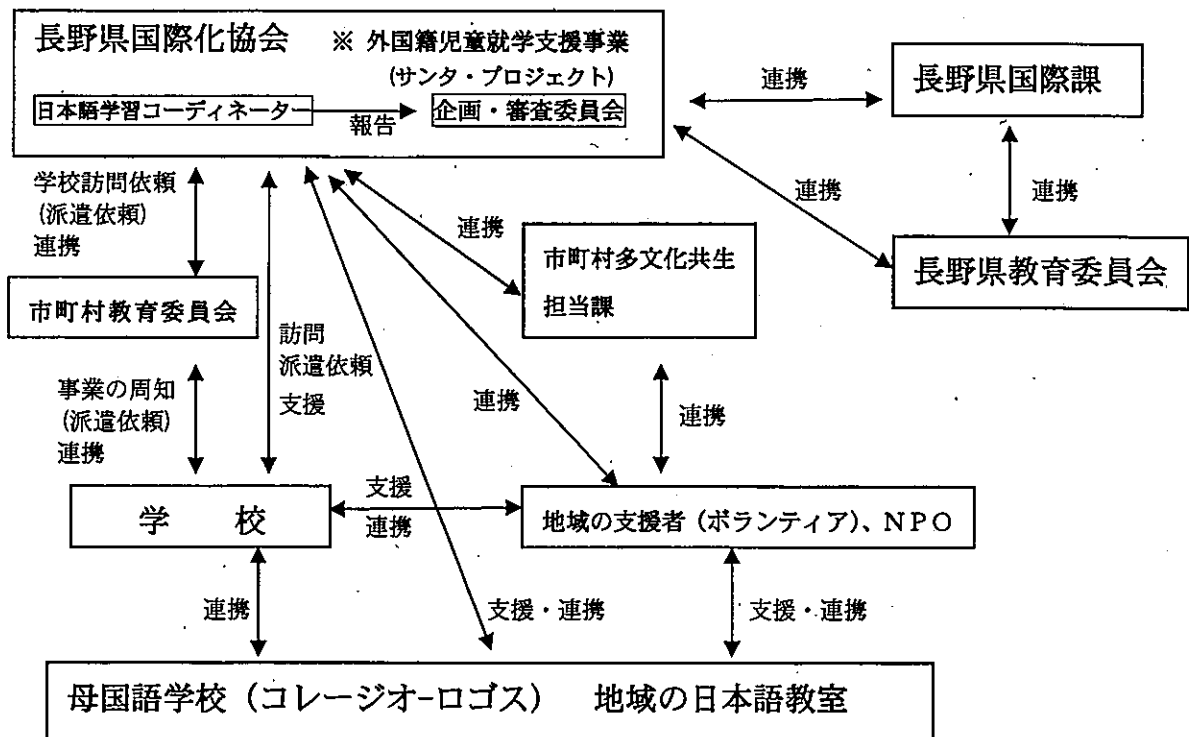 長野県国際化協会 ※ 外国籍児童就学支援事業
(サンタ・プロジェクト)
日本語学習コーディネーター
報告
企画・審査委員会
連携
長野県国際課
連携
連携
長野県教育委員会
学校訪問依頼
(派遣依頼)
連携
市町村教育委員会
訪問
派遣依頼
支援
連携
市町村多文化共生
担当課
事業の周知
(派遣依頼)
連携
連携
連携
学 校
支援
連携
地域の支援者(ボランティア)、NPO
連携
支援・連携
支援・連携
母国語学校(コレージオ-ロゴス) 地域の日本語教室